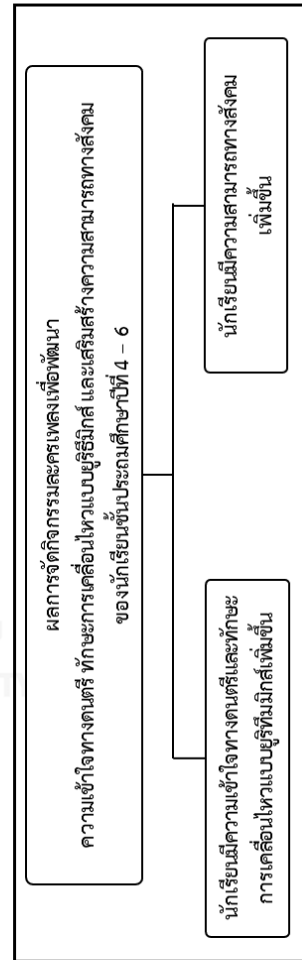 ผลการจัดกิจกรรมละครเพลงเพื่อพัฒนา
ความเข้าใจทางดนตรี ทักษะการเคลื่อนไหวแบบยูริธึมิกส์ และเสริมสร้างความสามารถทางสังคม
ของนักเรียนชั้นประถมศึกษาปีที่ 4 – 6
นักเรียนมีความเข้าใจทางดนตรีและทักษะ
การเคลื่อนไหวแบบยูริทึมมิกส์เพิ่มขึ้น
นักเรียนมีความสามารถทางสังคม
เพิ่มขึ้น